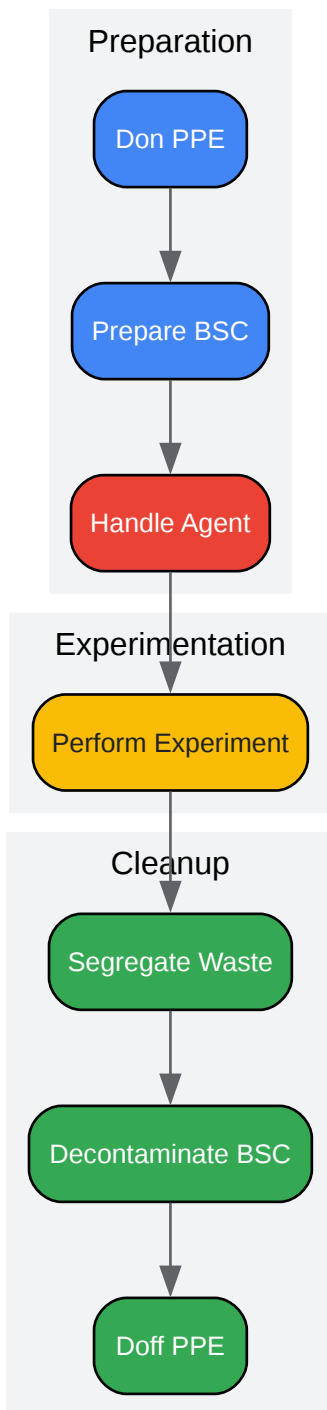 Preparation
Don PPE
Prepare BSC
Handle Agent
Experimentation
Perform Experiment
Cleanup
Segregate Waste
Decontaminate BSC
Doff PPE